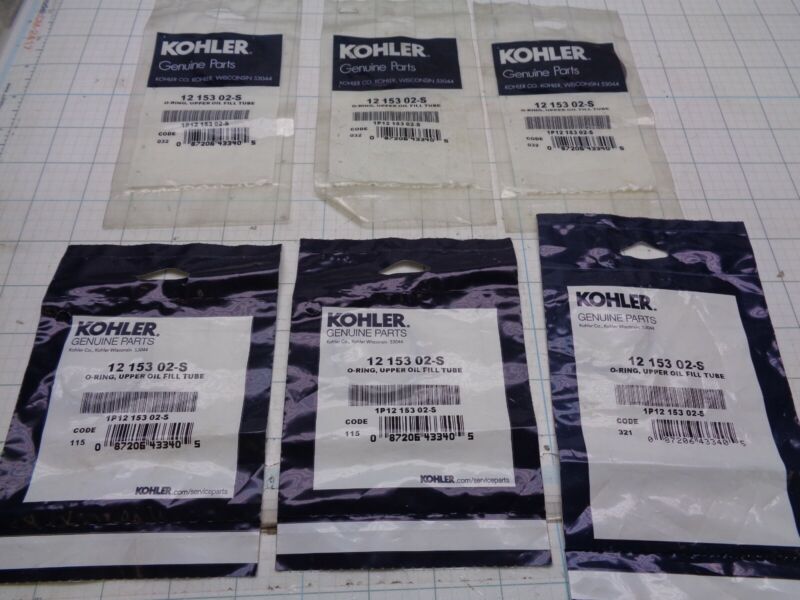 KOHLER
Genuine Parts
KOHLER CO. KOHLER, WISCONSIN 53044
12 153 02-S
O-RING, UPPER OIL FILL TUBE
1P12 153 02-S
CODE
032
0 87206 43340 5
KOHLER
Genuine Parts
KOHLER CO. KOHLER, WISCONSIN 53044
12 153 02-S
O-RING, UPPER OIL FILL TUBE
1P12 153 02-S
CODE
032
0 87206 43340 5
KOHLER
Genuine Parts
KOHLER CO. KOHLER, WISCONSIN 53044
12 153 02-S
O-RING, UPPER OIL FILL TUBE
1P12 153 02-S
CODE
032
0 87206 43340 5
KOHLER.
GENUINE PARTS
Kohler Co., Kohler Wisconsin 53044
12 153 02-S
O-RING, UPPER OIL FILL TUBE
1P12 153 02-S
CODE
115
0 87206 43340 5
KOHLER.com/serviceparts
KOHLER.
GENUINE PARTS
Kohler Co., Kohler Wisconsin 53044
12 153 02-S
O-RING, UPPER OIL FILL TUBE
1P12 153 02-S
CODE
115
0 87206 43340 5
KOHLER.com/serviceparts
KOHLER.
GENUINE PARTS
Kohler Co., Kohler Wisconsin 53044
12 153 02-S
O-RING, UPPER OIL FILL TUBE
1P12 153 02-S
CODE
321
0 87206 43340 5